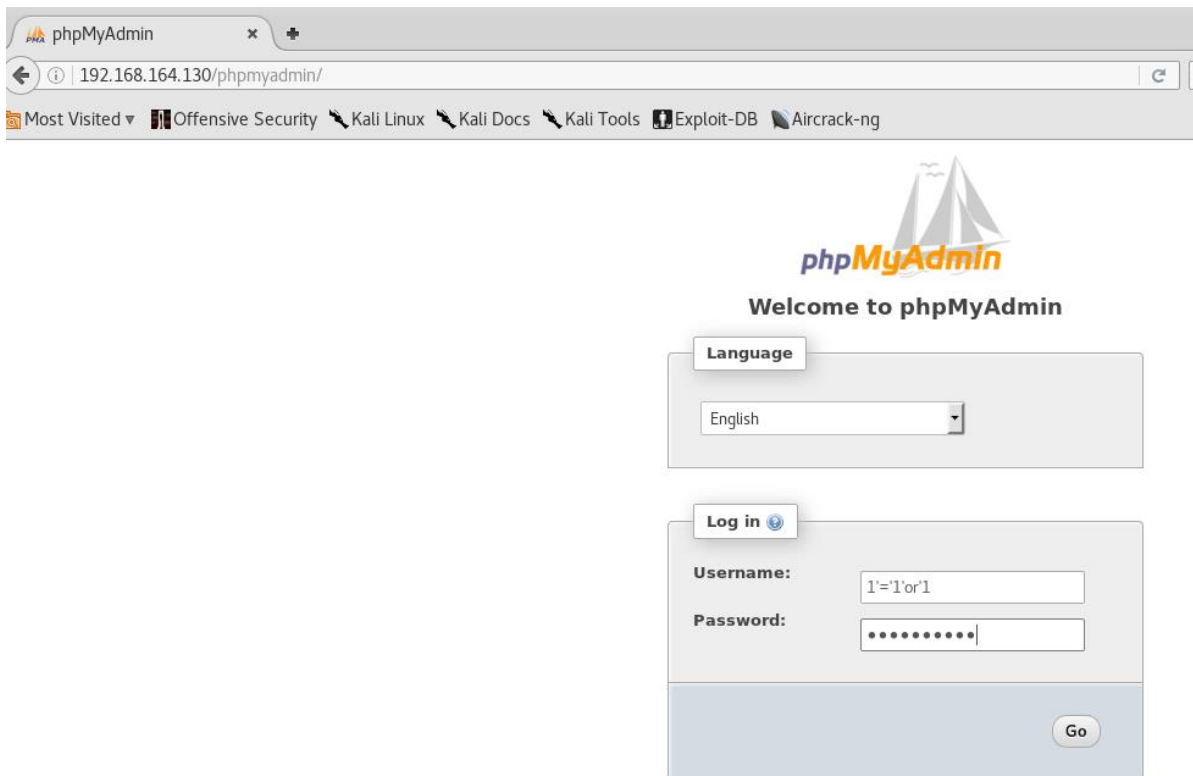 phpMyAdmin
192.168.164.130/phpmyadmin/
Most Visited Offensive Security Kali Linux Kali Docs Kali Tools Exploit-DB Aircrack-ng
phpMyAdmin
Welcome to phpMyAdmin
Language
English
Log in
Username: 1'='1'or'1
Password: ••••••••••
Go